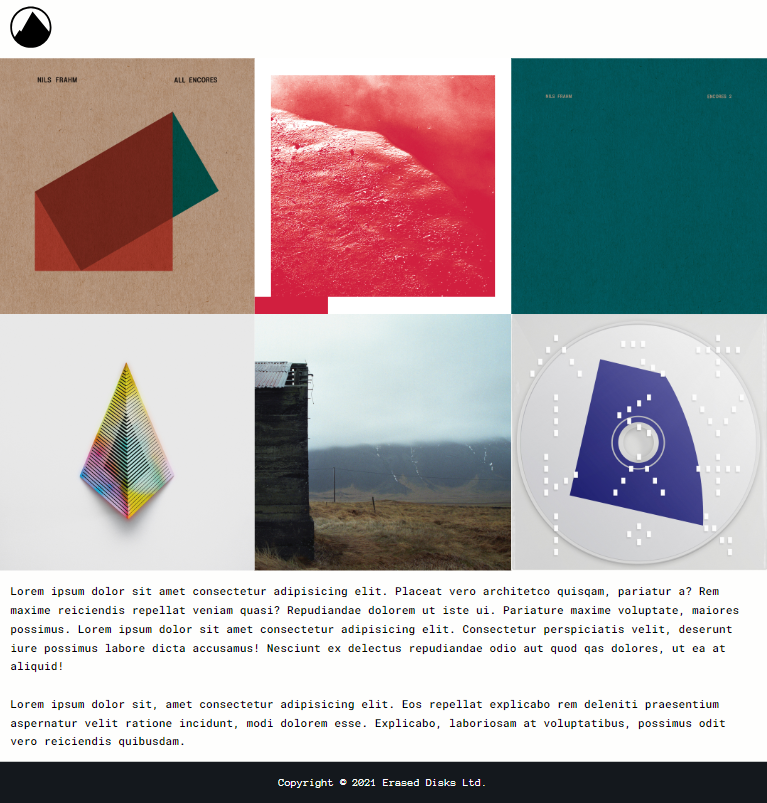 NILS FRAHM ALL ENCORES
NILS FRAHM ENCORES 2
Lorem ipsum dolor sit amet consectetur adipisicing elit. Placeat vero architetco quisqam, pariatur a? Rem
maxime reiciendis repellat veniam quasi? Repudiandae dolorem ut iste ui. Pariature maxime voluptate, maiores
possimus. Lorem ipsum dolor sit amet consectetur adipisicing elit. Consectetur perspiciatis velit, deserunt
iure possimus labore dicta accusamus! Nesciunt ex delectus repudiandae odio aut quod qas dolores, ut ea at
aliquid!
Lorem ipsum dolor sit, amet consectetur adipisicing elit. Eos repellat explicabo rem deleniti praesentium
aspernatur velit ratione incidunt, modi dolorem esse. Explicabo, laboriosam at voluptatibus, possimus odit
vero reiciendis quibusdam.
Copyright © 2021 Erased Disks Ltd.